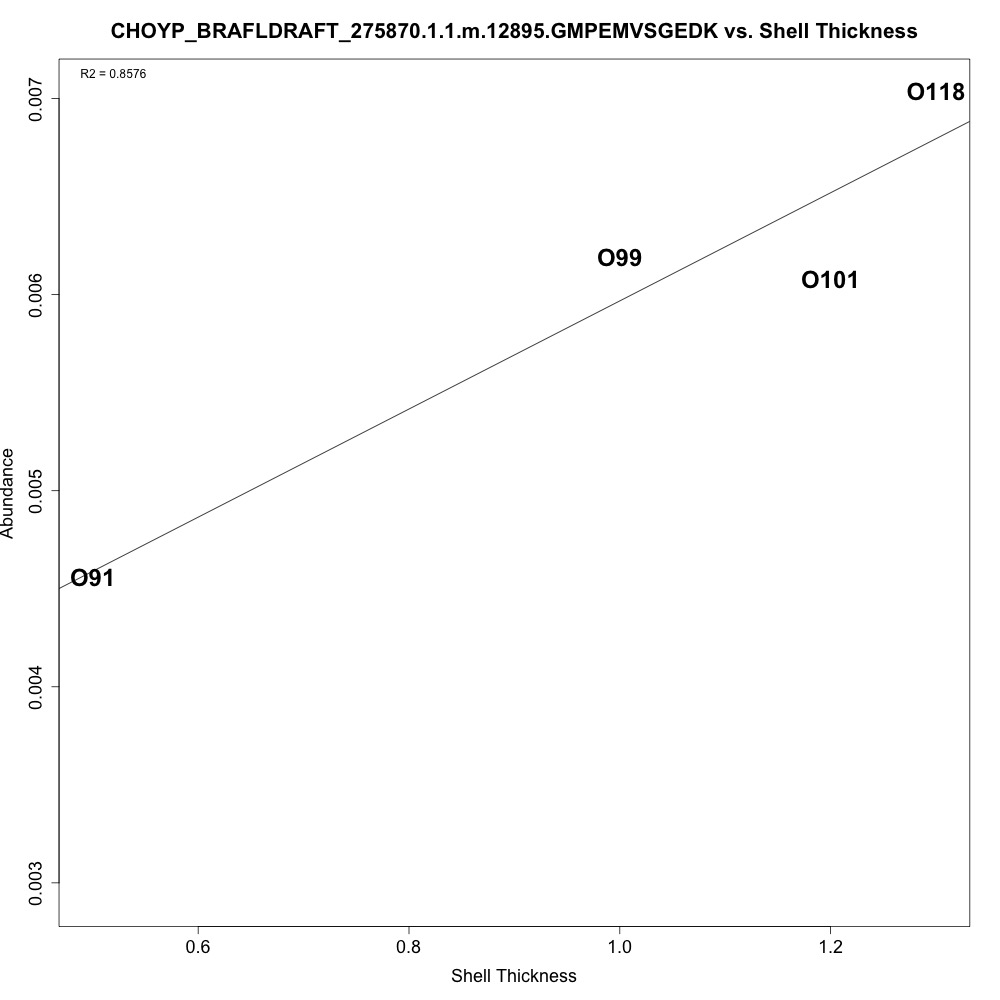 CHOYP_BRAFLDRAFT_275870.1.1.m.12895.GMPEMVSGEDK vs. Shell Thickness
R2 = 0.8576
0.007
O118
O99
O101
0.006
0.005
Abundance
O91
0.004
0.003
0.6 0.8 1.0 1.2
Shell Thickness